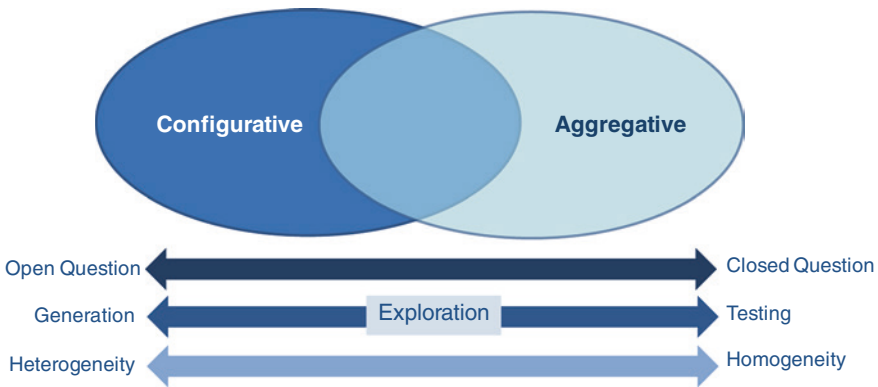 Configurative
Aggregative
Open Question
Closed Question
Generation
Exploration
Testing
Heterogeneity
Homogeneity